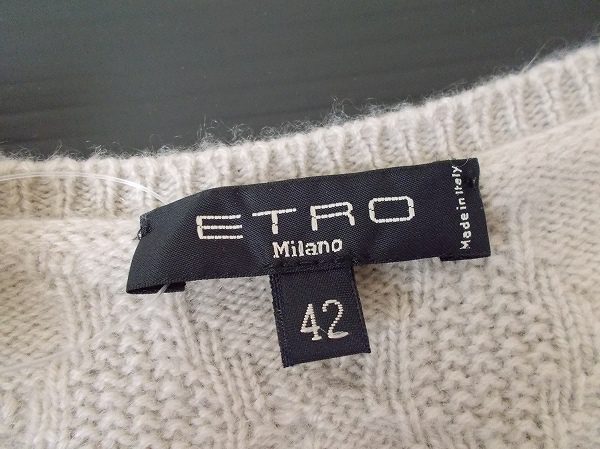 ETRO
Milano
Made in Italy
42